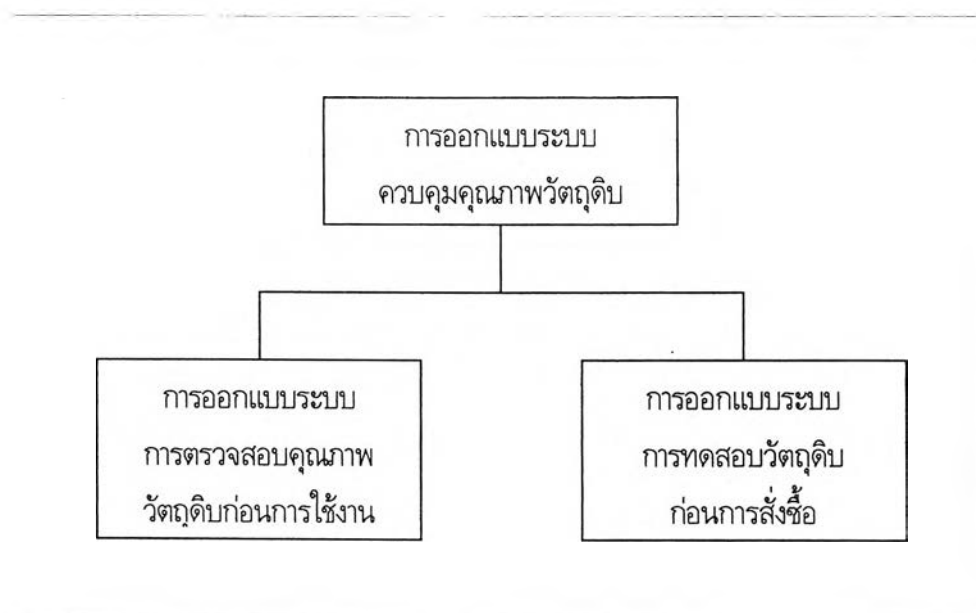 การออกแบบระบบ
ควบคุมคุณภาพวัตถุดิบ
การออกแบบระบบ
การตรวจสอบคุณภาพ
วัตถุดิบก่อนการใช้งาน
การออกแบบระบบ
การทดสอบวัตถุดิบ
ก่อนการสั่งซื้อ